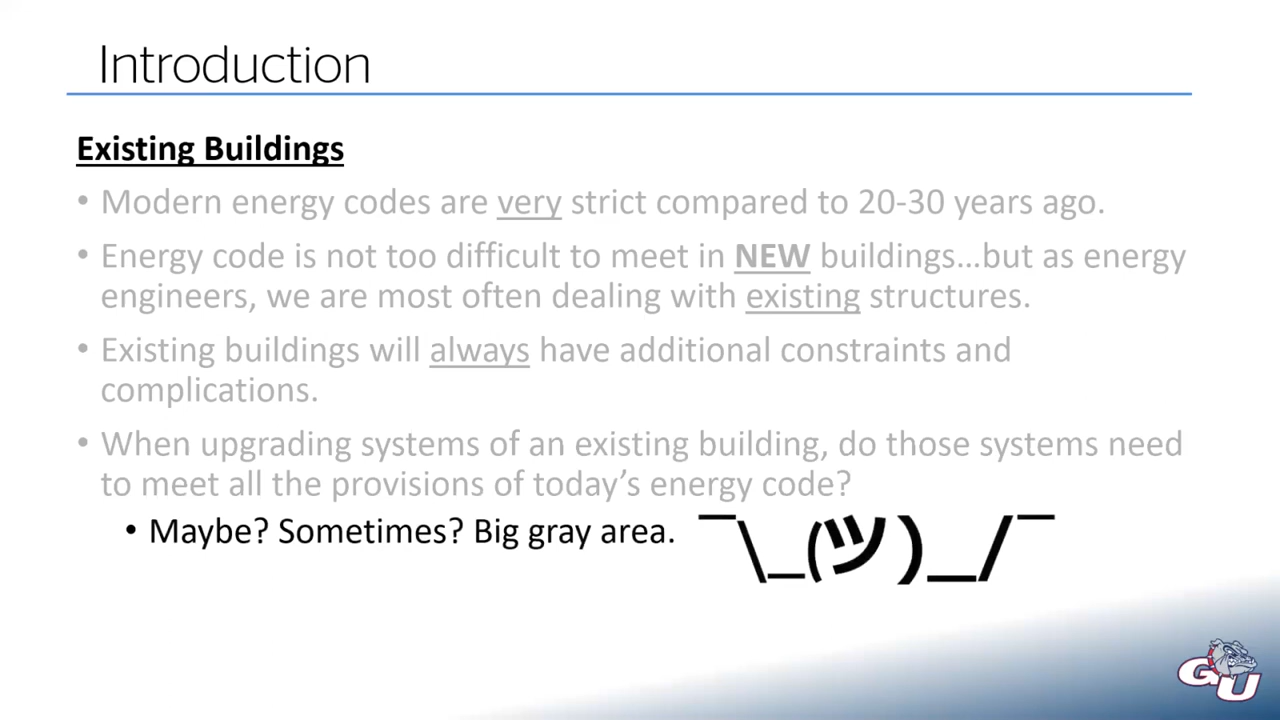 Introduction
Existing Buildings
• Modern energy codes are very strict compared to 20-30 years ago.
• Energy code is not too difficult to meet in NEW buildings…but as energy
engineers, we are most often dealing with existing structures.
• Existing buildings will always have additional constraints and
complications.
• When upgrading systems of an existing building, do those systems need
to meet all the provisions of today’s energy code?
• Maybe? Sometimes? Big gray area. ¯\_(ツ)_/¯
GU